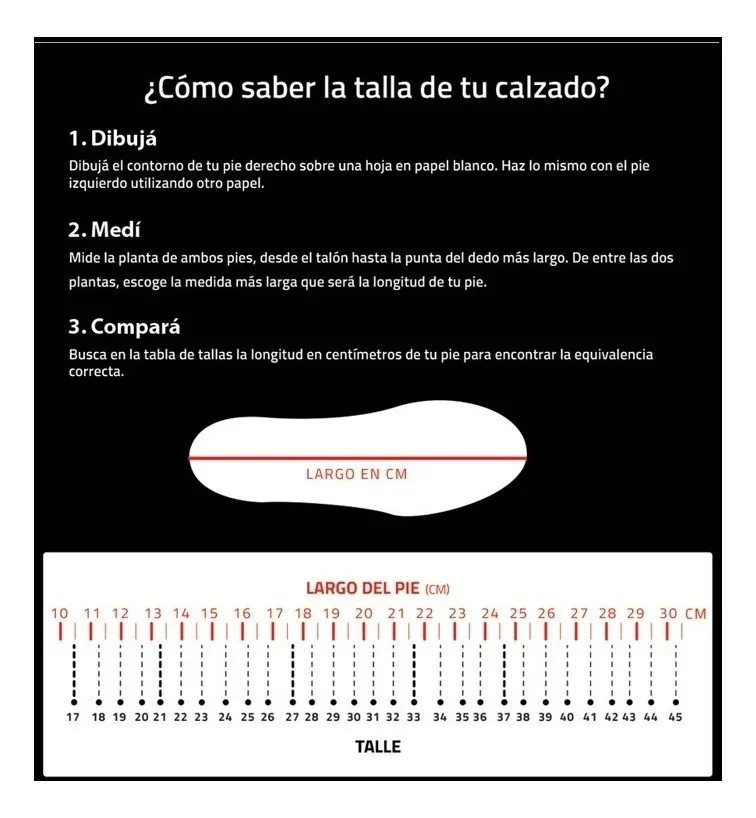 ¿Cómo saber la talla de tu calzado?
1. Dibujá
Dibujá el contorno de tu pie derecho sobre una hoja en papel blanco. Haz lo mismo con el pie
izquierdo utilizando otro papel.
2. Medí
Mide la planta de ambos pies, desde el talón hasta la punta del dedo más largo. De entre las dos
plantas, escoge la medida más larga que será la longitud de tu pie.
3. Compará
Busca en la tabla de tallas la longitud en centímetros de tu pie para encontrar la equivalencia
correcta.
LARGO EN CM
LARGO DEL PIE (CM)
10 11 12 13 14 15 16 17 18 19 20 21 22 23 24 25 26 27 28 29 30 CM
17 18 19 20 21 22 23 24 25 26 27 28 29 30 31 32 33 34 35 36 37 38 39 40 41 42 43 44 45
TALLE